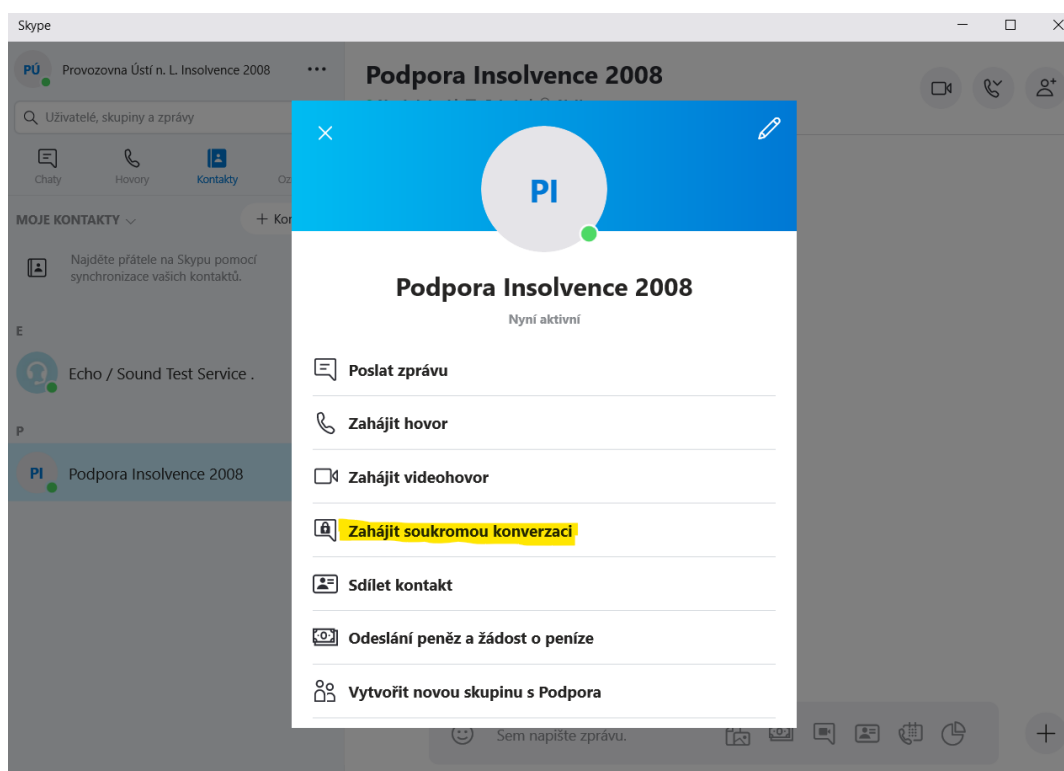 Skype
PÚ Provozovna Ústí n. L. Insolvence 2008
Uživatelé, skupiny a zprávy
Chaty Hovory Kontakty
MOJE KONTAKTY
Najděte přátele na Skypu pomocí
synchronizace vašich kontaktů.
E
Echo / Sound Test Service .
P
PI Podpora Insolvence 2008
Podpora Insolvence 2008
PI
Podpora Insolvence 2008
Nyní aktivní
Poslat zprávu
Zahájit hovor
Zahájit videohovor
Zahájit soukromou konverzaci
Sdílet kontakt
Odeslání peněz a žádost o peníze
Vytvořit novou skupinu s Podpora
Sem napište zprávu.